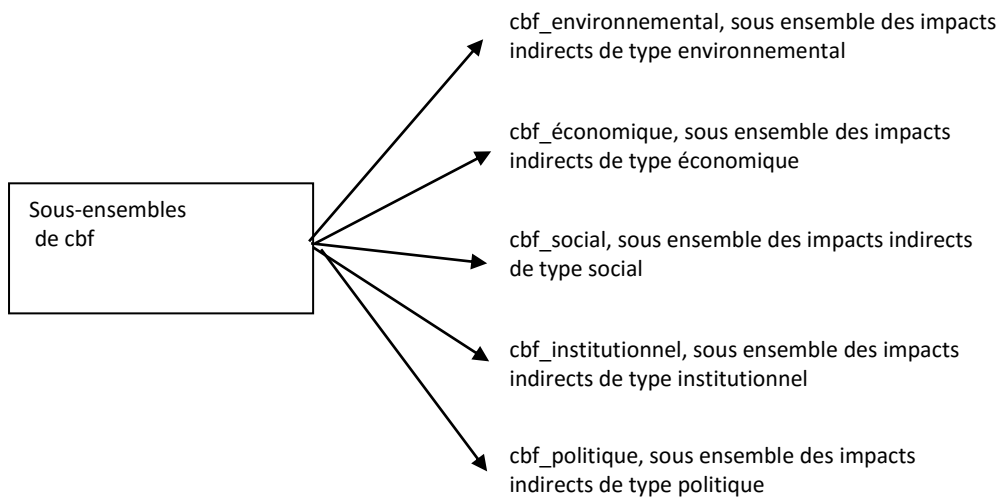 cbf_environnemental, sous ensemble des impacts
indirects de type environnemental
cbf_économique, sous ensemble des impacts
indirects de type économique
Sous-ensembles
de cbf
cbf_social, sous ensemble des impacts indirects
de type social
cbf_institutionnel, sous ensemble des impacts
indirects de type institutionnel
cbf_politique, sous ensemble des impacts
indirects de type politique